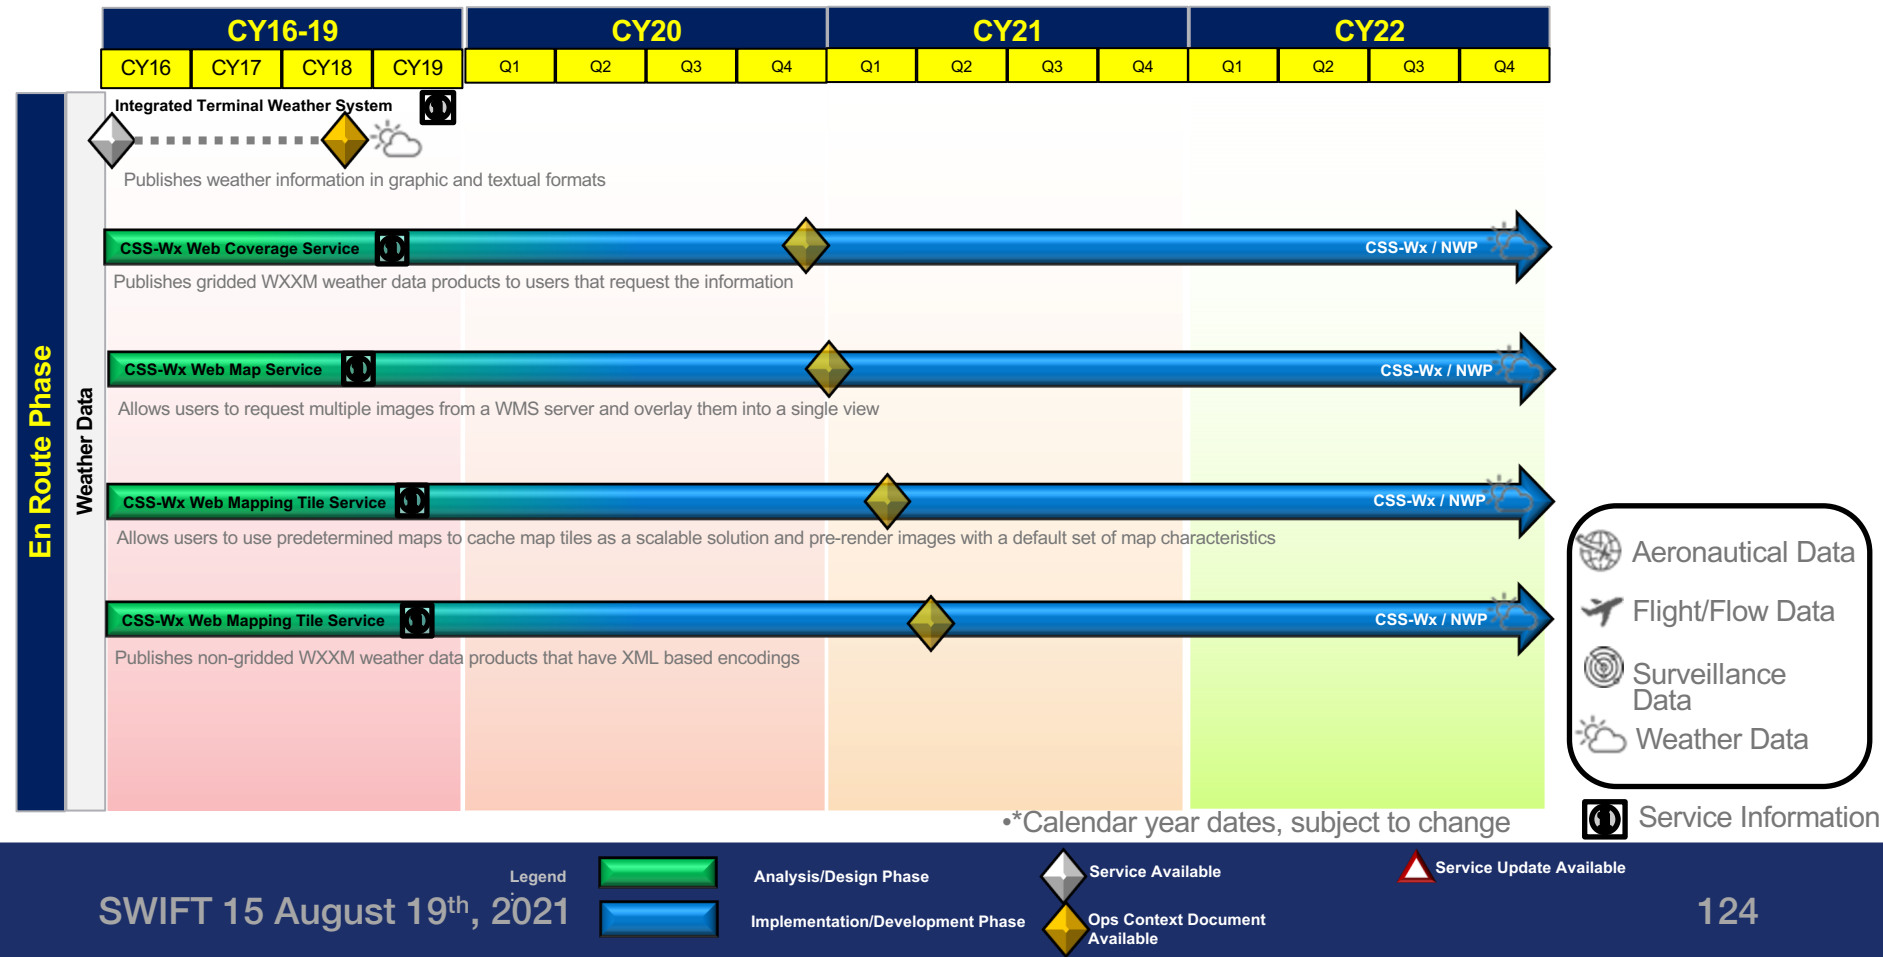 CY16-19 CY20 CY21 CY22
CY16 CY17 CY18 CY19 Q1 Q2 Q3 Q4 Q1 Q2 Q3 Q4 Q1 Q2 Q3 Q4
En Route Phase
Weather Data
Integrated Terminal Weather System
Publishes weather information in graphic and textual formats
CSS-Wx Web Coverage Service CSS-Wx / NWP
Publishes gridded WXXM weather data products to users that request the information
CSS-Wx Web Map Service CSS-Wx / NWP
Allows users to request multiple images from a WMS server and overlay them into a single view
CSS-Wx Web Mapping Tile Service CSS-Wx / NWP
Allows users to use predetermined maps to cache map tiles as a scalable solution and pre-render images with a default set of map characteristics
CSS-Wx Web Mapping Tile Service CSS-Wx / NWP
Publishes non-gridded WXXM weather data products that have XML based encodings
Aeronautical Data
Flight/Flow Data
Surveillance
Data
Weather Data
Service Information
•*Calendar year dates, subject to change
Legend
:
Analysis/Design Phase
Implementation/Development Phase
Service Available
Ops Context Document
Available
Service Update Available
SWIFT 15 August 19th, 2021
124